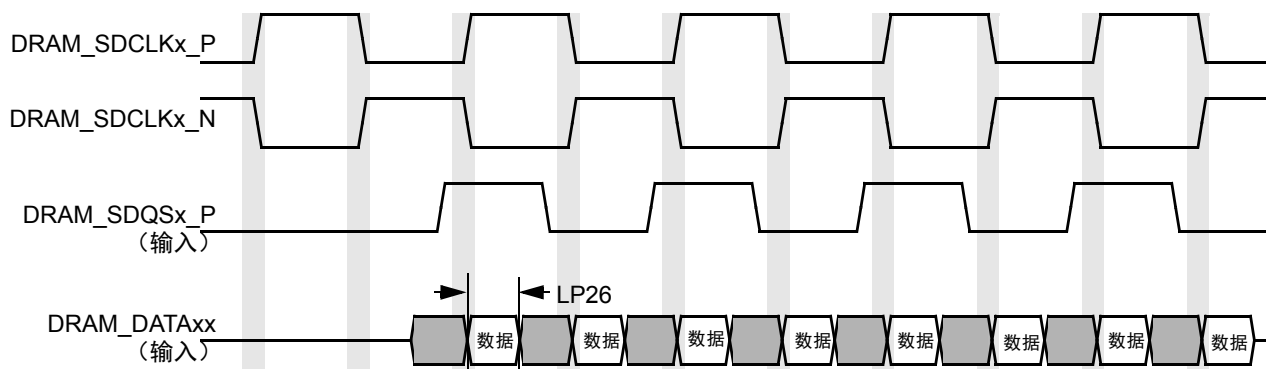 DRAM_SDCLKx_P
DRAM_SDCLKx_N
DRAM_SDQSx_P
（输入）
LP26
DRAM_DATAxx
（输入）
数据 数据 数据 数据 数据 数据 数据 数据